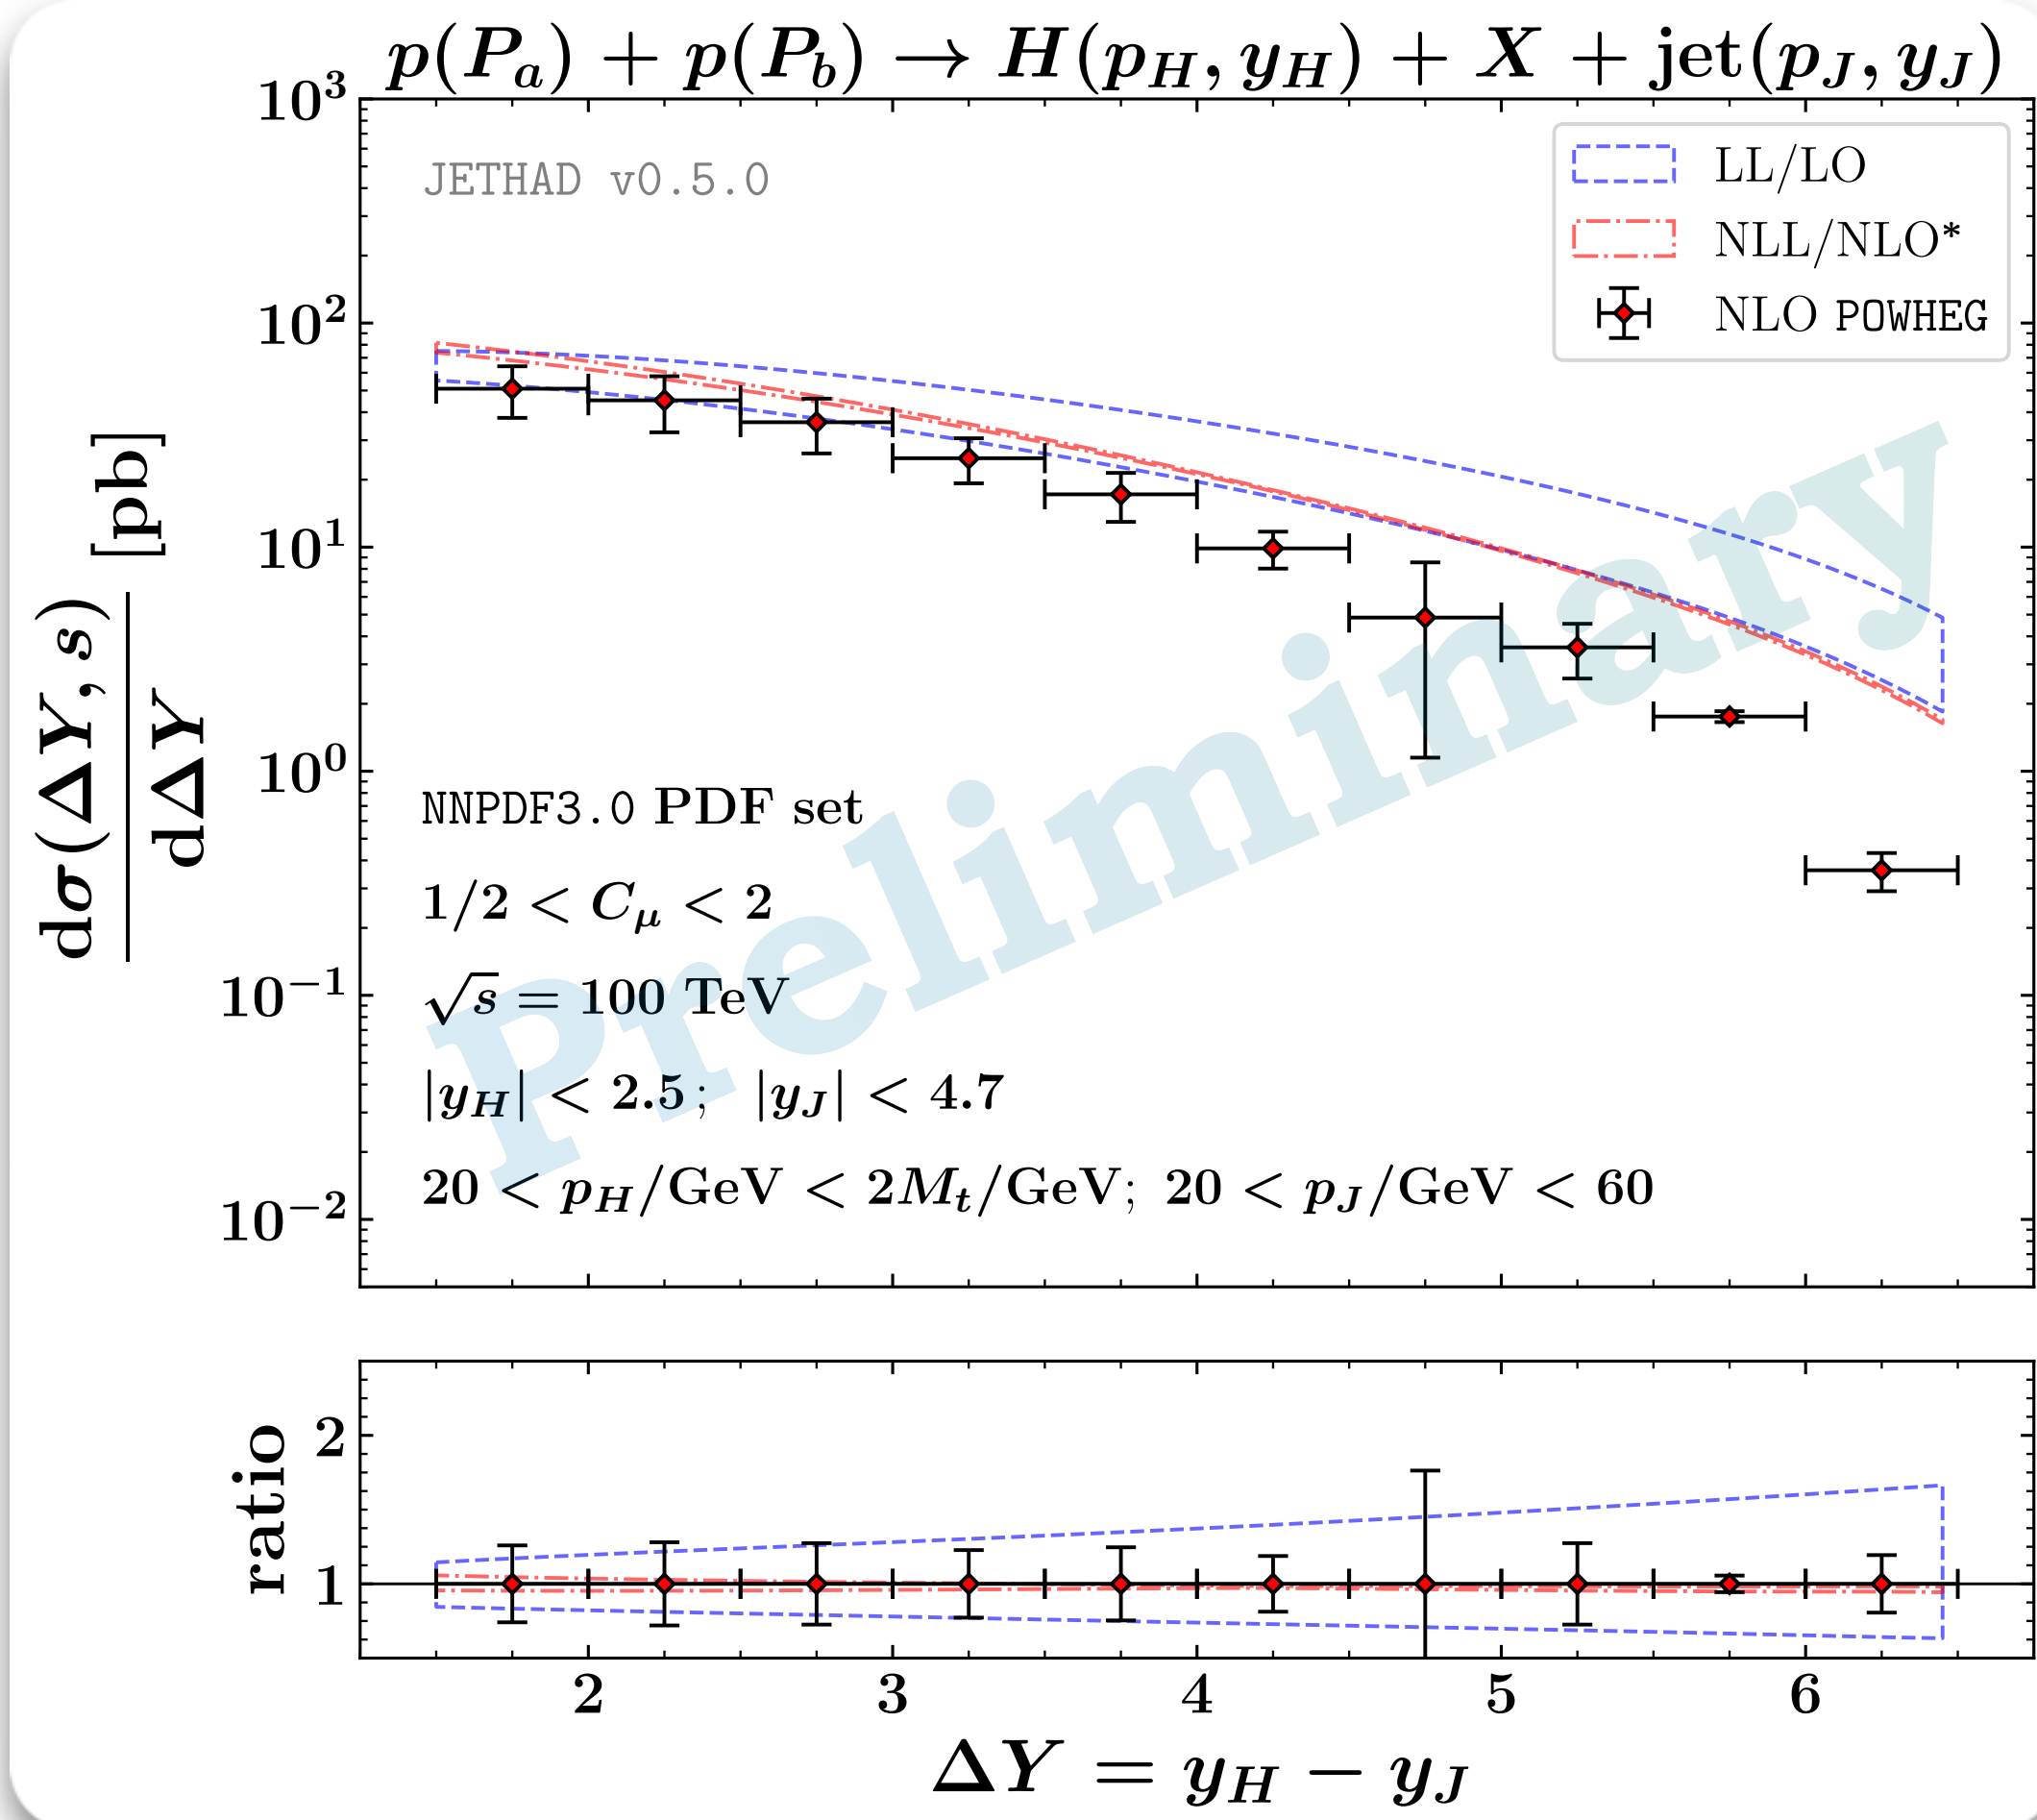 p(P_a) + p(P_b) → H(p_H, y_H) + X + jet(p_J, y_J)
JETHAD v0.5.0
LL/LO
NLL/NLO*
NLO POWHEG
dσ(ΔY, s)
dΔY
[pb]
10^3
10^2
10^1
10^0
10^−1
10^−2
NNPDF3.0 PDF set
1/2 < C_μ < 2
√s = 100 TeV
|y_H| < 2.5; |y_J| < 4.7
20 < p_H/GeV < 2M_t/GeV; 20 < p_J/GeV < 60
Preliminary
ratio
2
1
2 3 4 5 6
ΔY = y_H − y_J